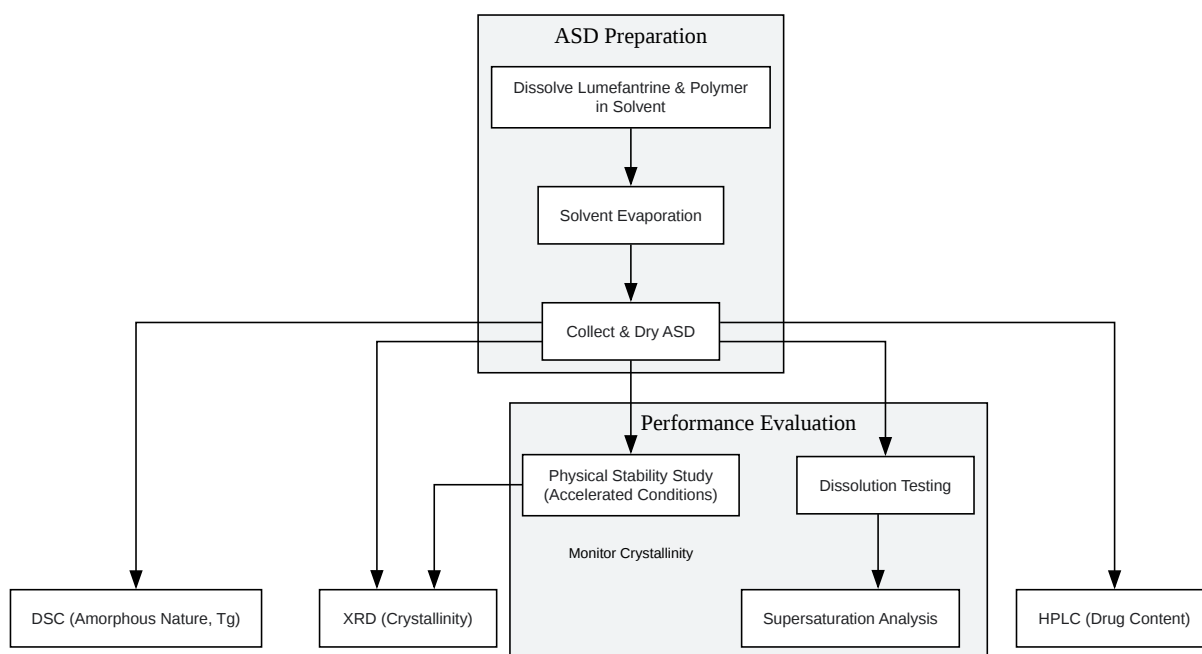 ASD Preparation
Dissolve Lumefantrine & Polymer
in Solvent
Solvent Evaporation
Collect & Dry ASD
Performance Evaluation
Physical Stability Study
(Accelerated Conditions)
Dissolution Testing
Monitor Crystallinity
DSC (Amorphous Nature, Tg)
XRD (Crystallinity)
Supersaturation Analysis
HPLC (Drug Content)